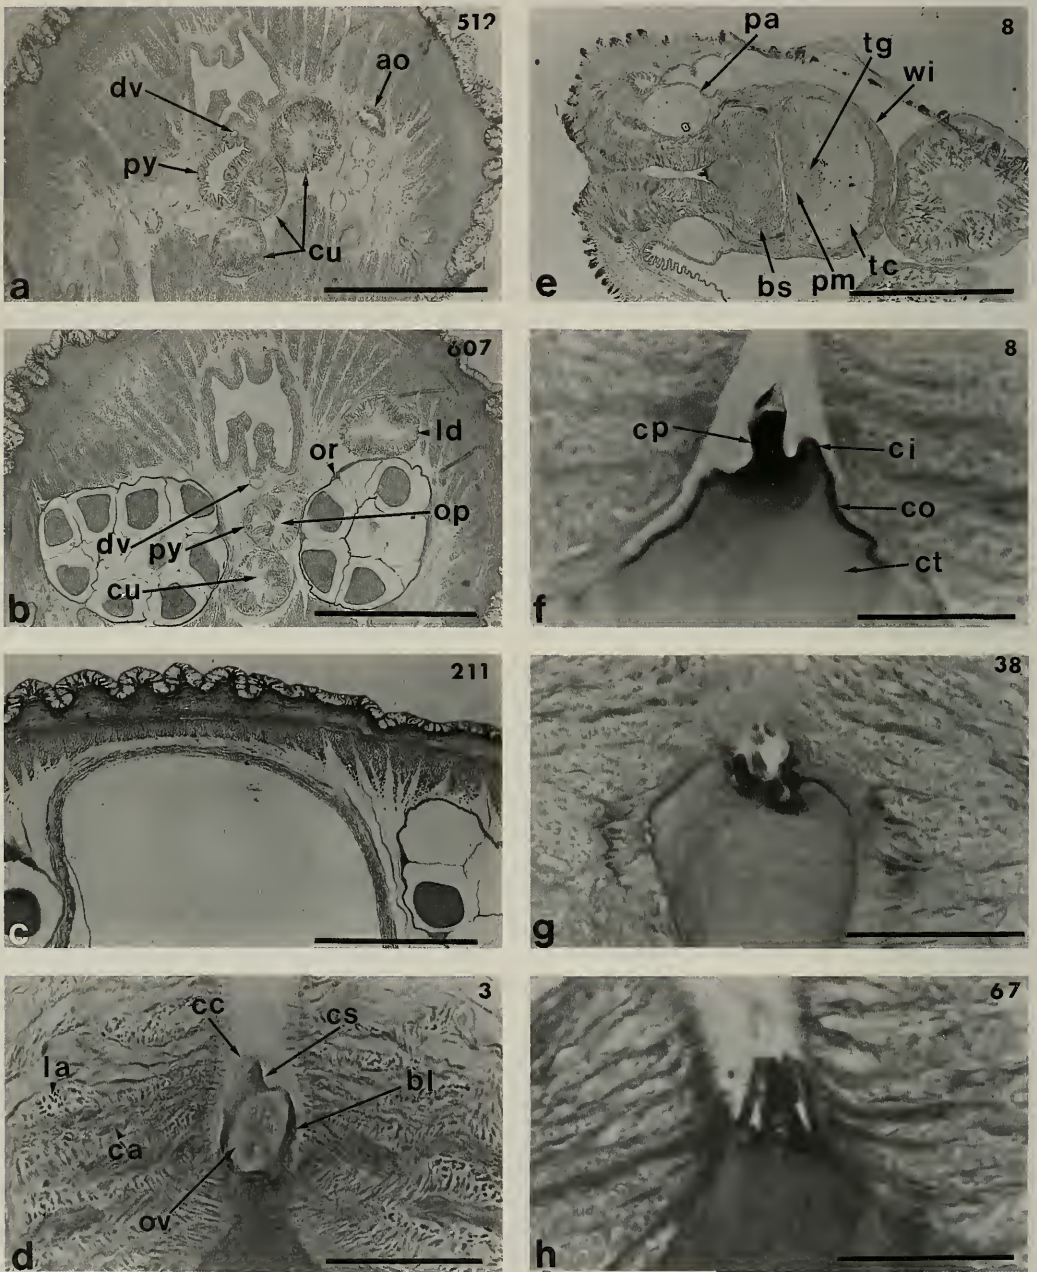 512
ao
dv
py
cu
a
8
pa
tg
wi
bs
pm
tc
e
607
ld
or
op
dv
py
cu
b
8
cp
ci
co
ct
f
211
c
38
g
3
cc
cs
la
bl
ca
ov
d
67
h